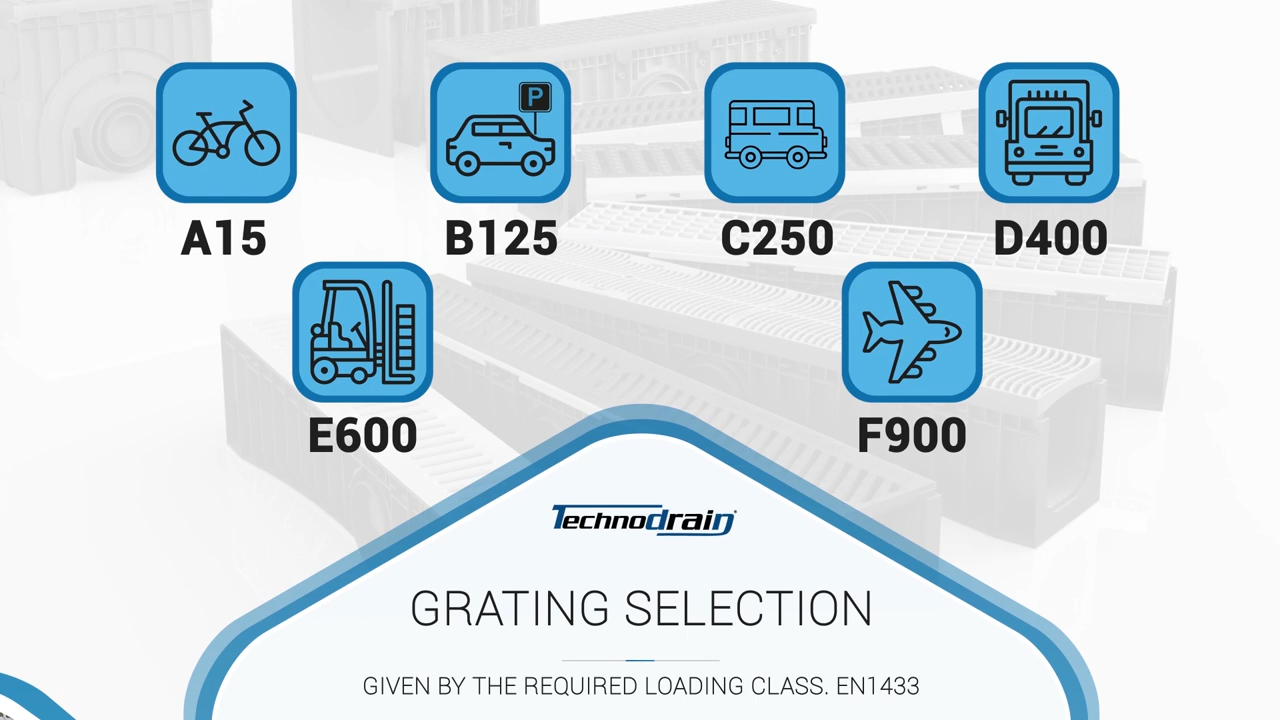 P
A15
B125
C250
D400
E600
F900
Technodrain
GRATING SELECTION
GIVEN BY THE REQUIRED LOADING CLASS. EN1433